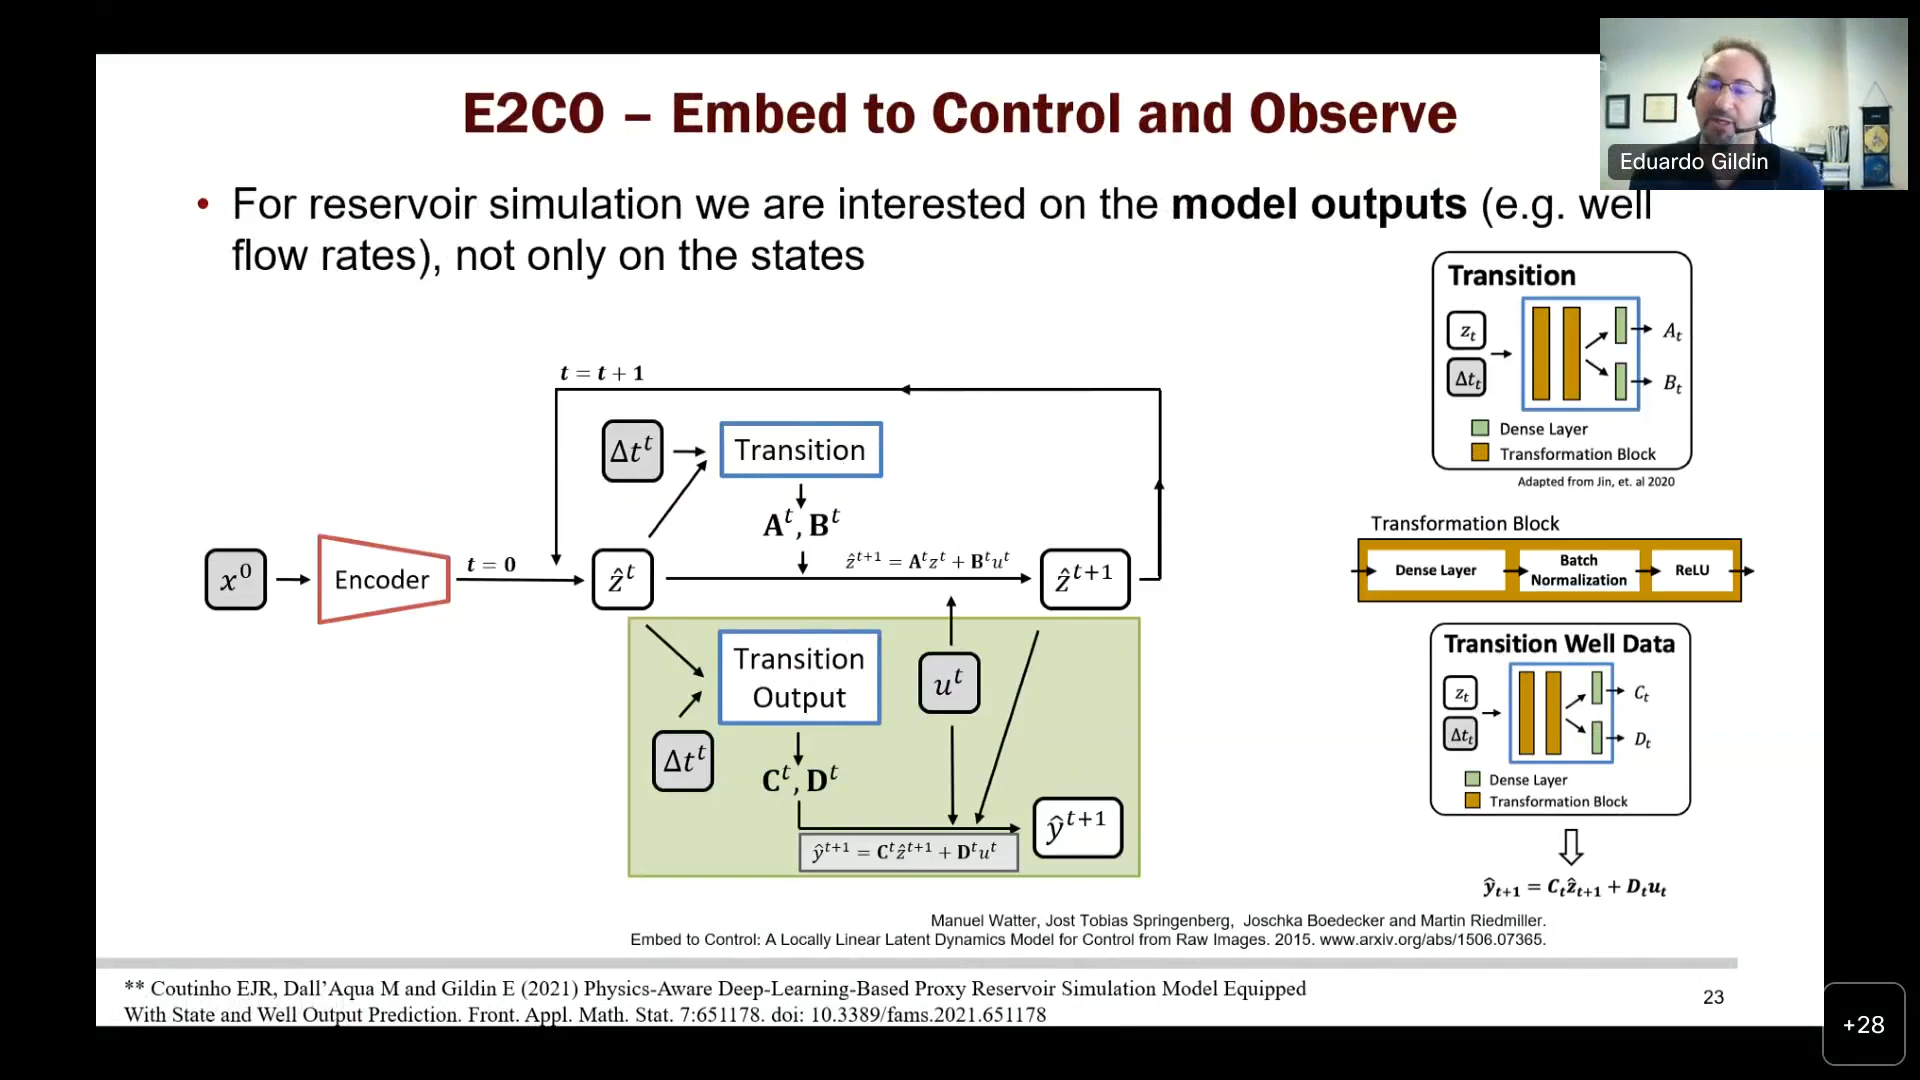 E2CO – Embed to Control and Observe
Eduardo Gildin
• For reservoir simulation we are interested on the model outputs (e.g. well
flow rates), not only on the states
t = t + 1
Δt^t
Transition
A^t, B^t
x^0
Encoder
t = 0
ẑ^t
ẑ^{t+1} = A^t z^t + B^t u^t
ẑ^{t+1}
Transition
Output
u^t
Δt^t
C^t, D^t
ŷ^{t+1}
ŷ^{t+1} = C^t ẑ^{t+1} + D^t u^t
Transition
z_t
A_t
Δt_t
B_t
Dense Layer
Transformation Block
Adapted from Jin, et. al 2020
Transformation Block
Dense Layer
Batch
Normalization
ReLU
Transition Well Data
z_t
C_t
Δt_t
D_t
Dense Layer
Transformation Block
ŷ_{t+1} = C_t ẑ_{t+1} + D_t u_t
Manuel Watter, Jost Tobias Springenberg, Joschka Boedecker and Martin Riedmiller.
Embed to Control: A Locally Linear Latent Dynamics Model for Control from Raw Images. 2015. www.arxiv.org/abs/1506.07365.
** Coutinho EJR, Dall'Aqua M and Gildin E (2021) Physics-Aware Deep-Learning-Based Proxy Reservoir Simulation Model Equipped
With State and Well Output Prediction. Front. Appl. Math. Stat. 7:651178. doi: 10.3389/fams.2021.651178
23
+28